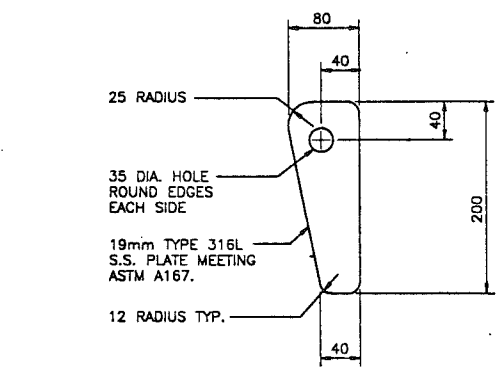 80
40
25 RADIUS
40
35 DIA. HOLE
ROUND EDGES
EACH SIDE
200
19mm TYPE 316L
S.S. PLATE MEETING
ASTM A167.
12 RADIUS TYP.
40